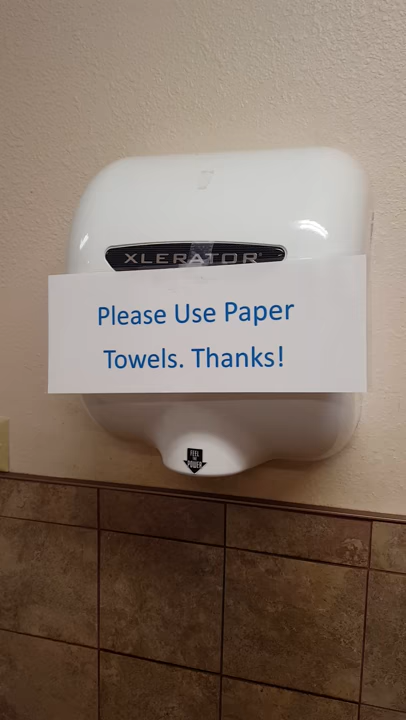 XLERATOR®
Please Use Paper
Towels. Thanks!
FEEL
THE
POWER